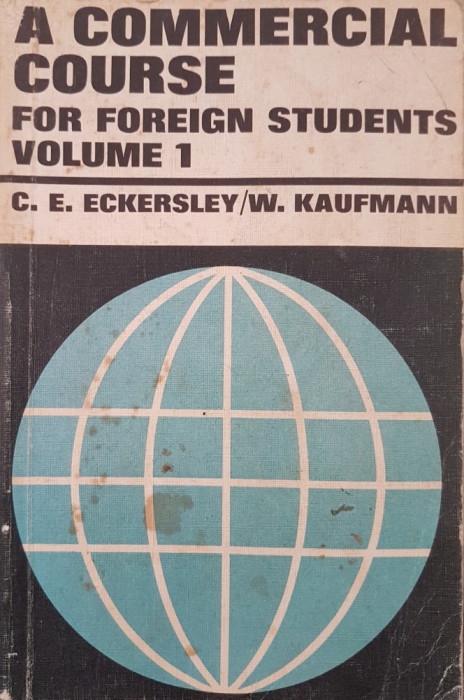 A COMMERCIAL
COURSE
FOR FOREIGN STUDENTS
VOLUME 1
C. E. ECKERSLEY/W. KAUFMANN